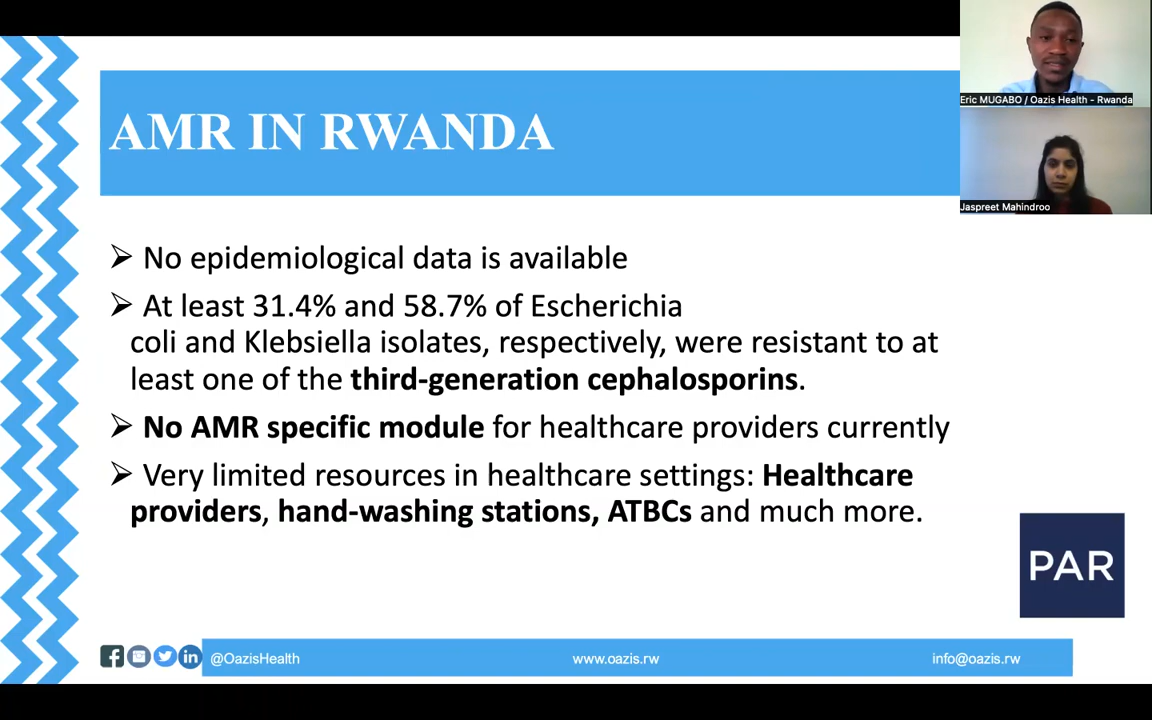 AMR IN RWANDA
Eric MUGABO / Oazis Health - Rwanda
Jaspreet Mahindroo
➢ No epidemiological data is available
➢ At least 31.4% and 58.7% of Escherichia
coli and Klebsiella isolates, respectively, were resistant to at
least one of the third-generation cephalosporins.
➢ No AMR specific module for healthcare providers currently
➢ Very limited resources in healthcare settings: Healthcare
providers, hand-washing stations, ATBCs and much more.
PAR
@OazisHealth www.oazis.rw info@oazis.rw